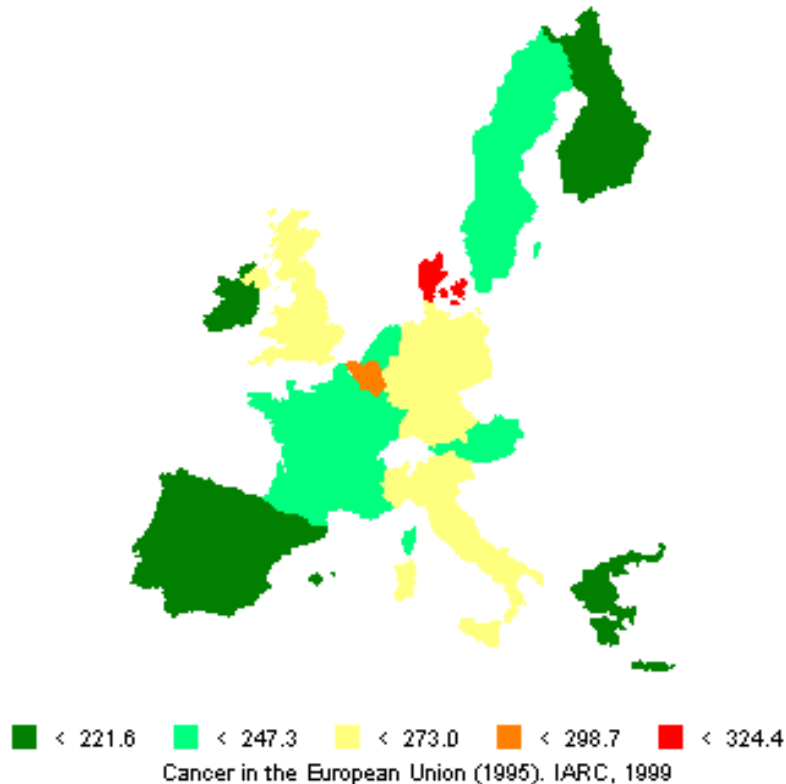 < 221.6 < 247.3 < 273.0 < 298.7 < 324.4
Cancer in the European Union (1995). IARC, 1999